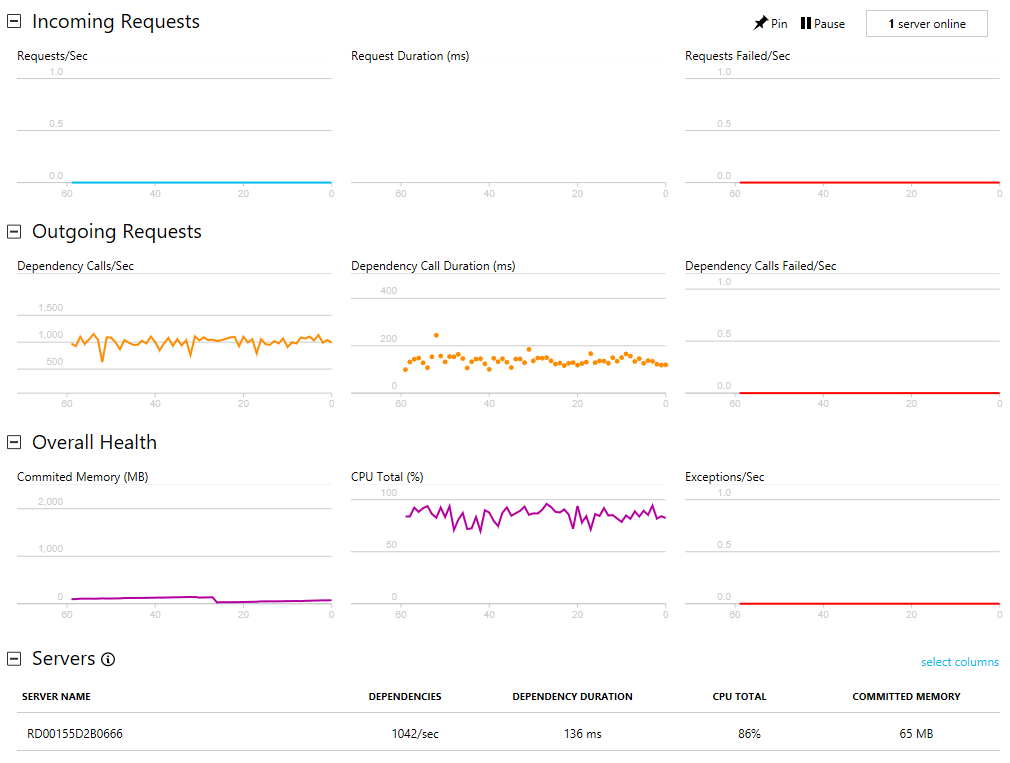 Incoming Requests
Pin Pause 1 server online
Requests/Sec Request Duration (ms) Requests Failed/Sec
1.0 1.0
0.5 0.5
0.0 0.0
60 40 20 0 60 40 20 0 60 40 20 0
Outgoing Requests
Dependency Calls/Sec Dependency Call Duration (ms) Dependency Calls Failed/Sec
1,500 400 1.0
1,000 200 0.5
500 0 0.0
60 40 20 0 60 40 20 0 60 40 20 0
Overall Health
Commited Memory (MB) CPU Total (%) Exceptions/Sec
2,000 100 1.0
1,000 50 0.5
0 0 0.0
60 40 20 0 60 40 20 0 60 40 20 0
Servers
select columns
SERVER NAME DEPENDENCIES DEPENDENCY DURATION CPU TOTAL COMMITTED MEMORY
RD00155D2B0666 1042/sec 136 ms 86% 65 MB